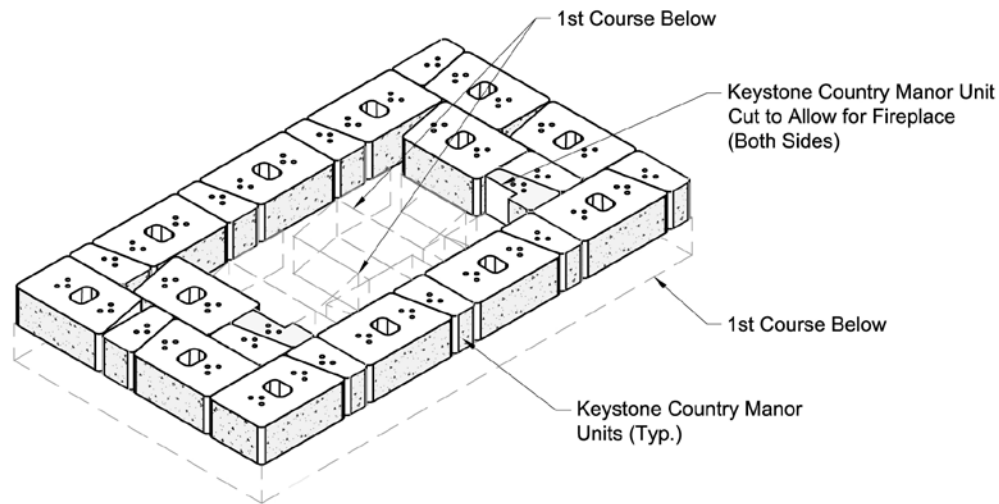 1st Course Below
Keystone Country Manor Unit
Cut to Allow for Fireplace
(Both Sides)
1st Course Below
Keystone Country Manor
Units (Typ.)